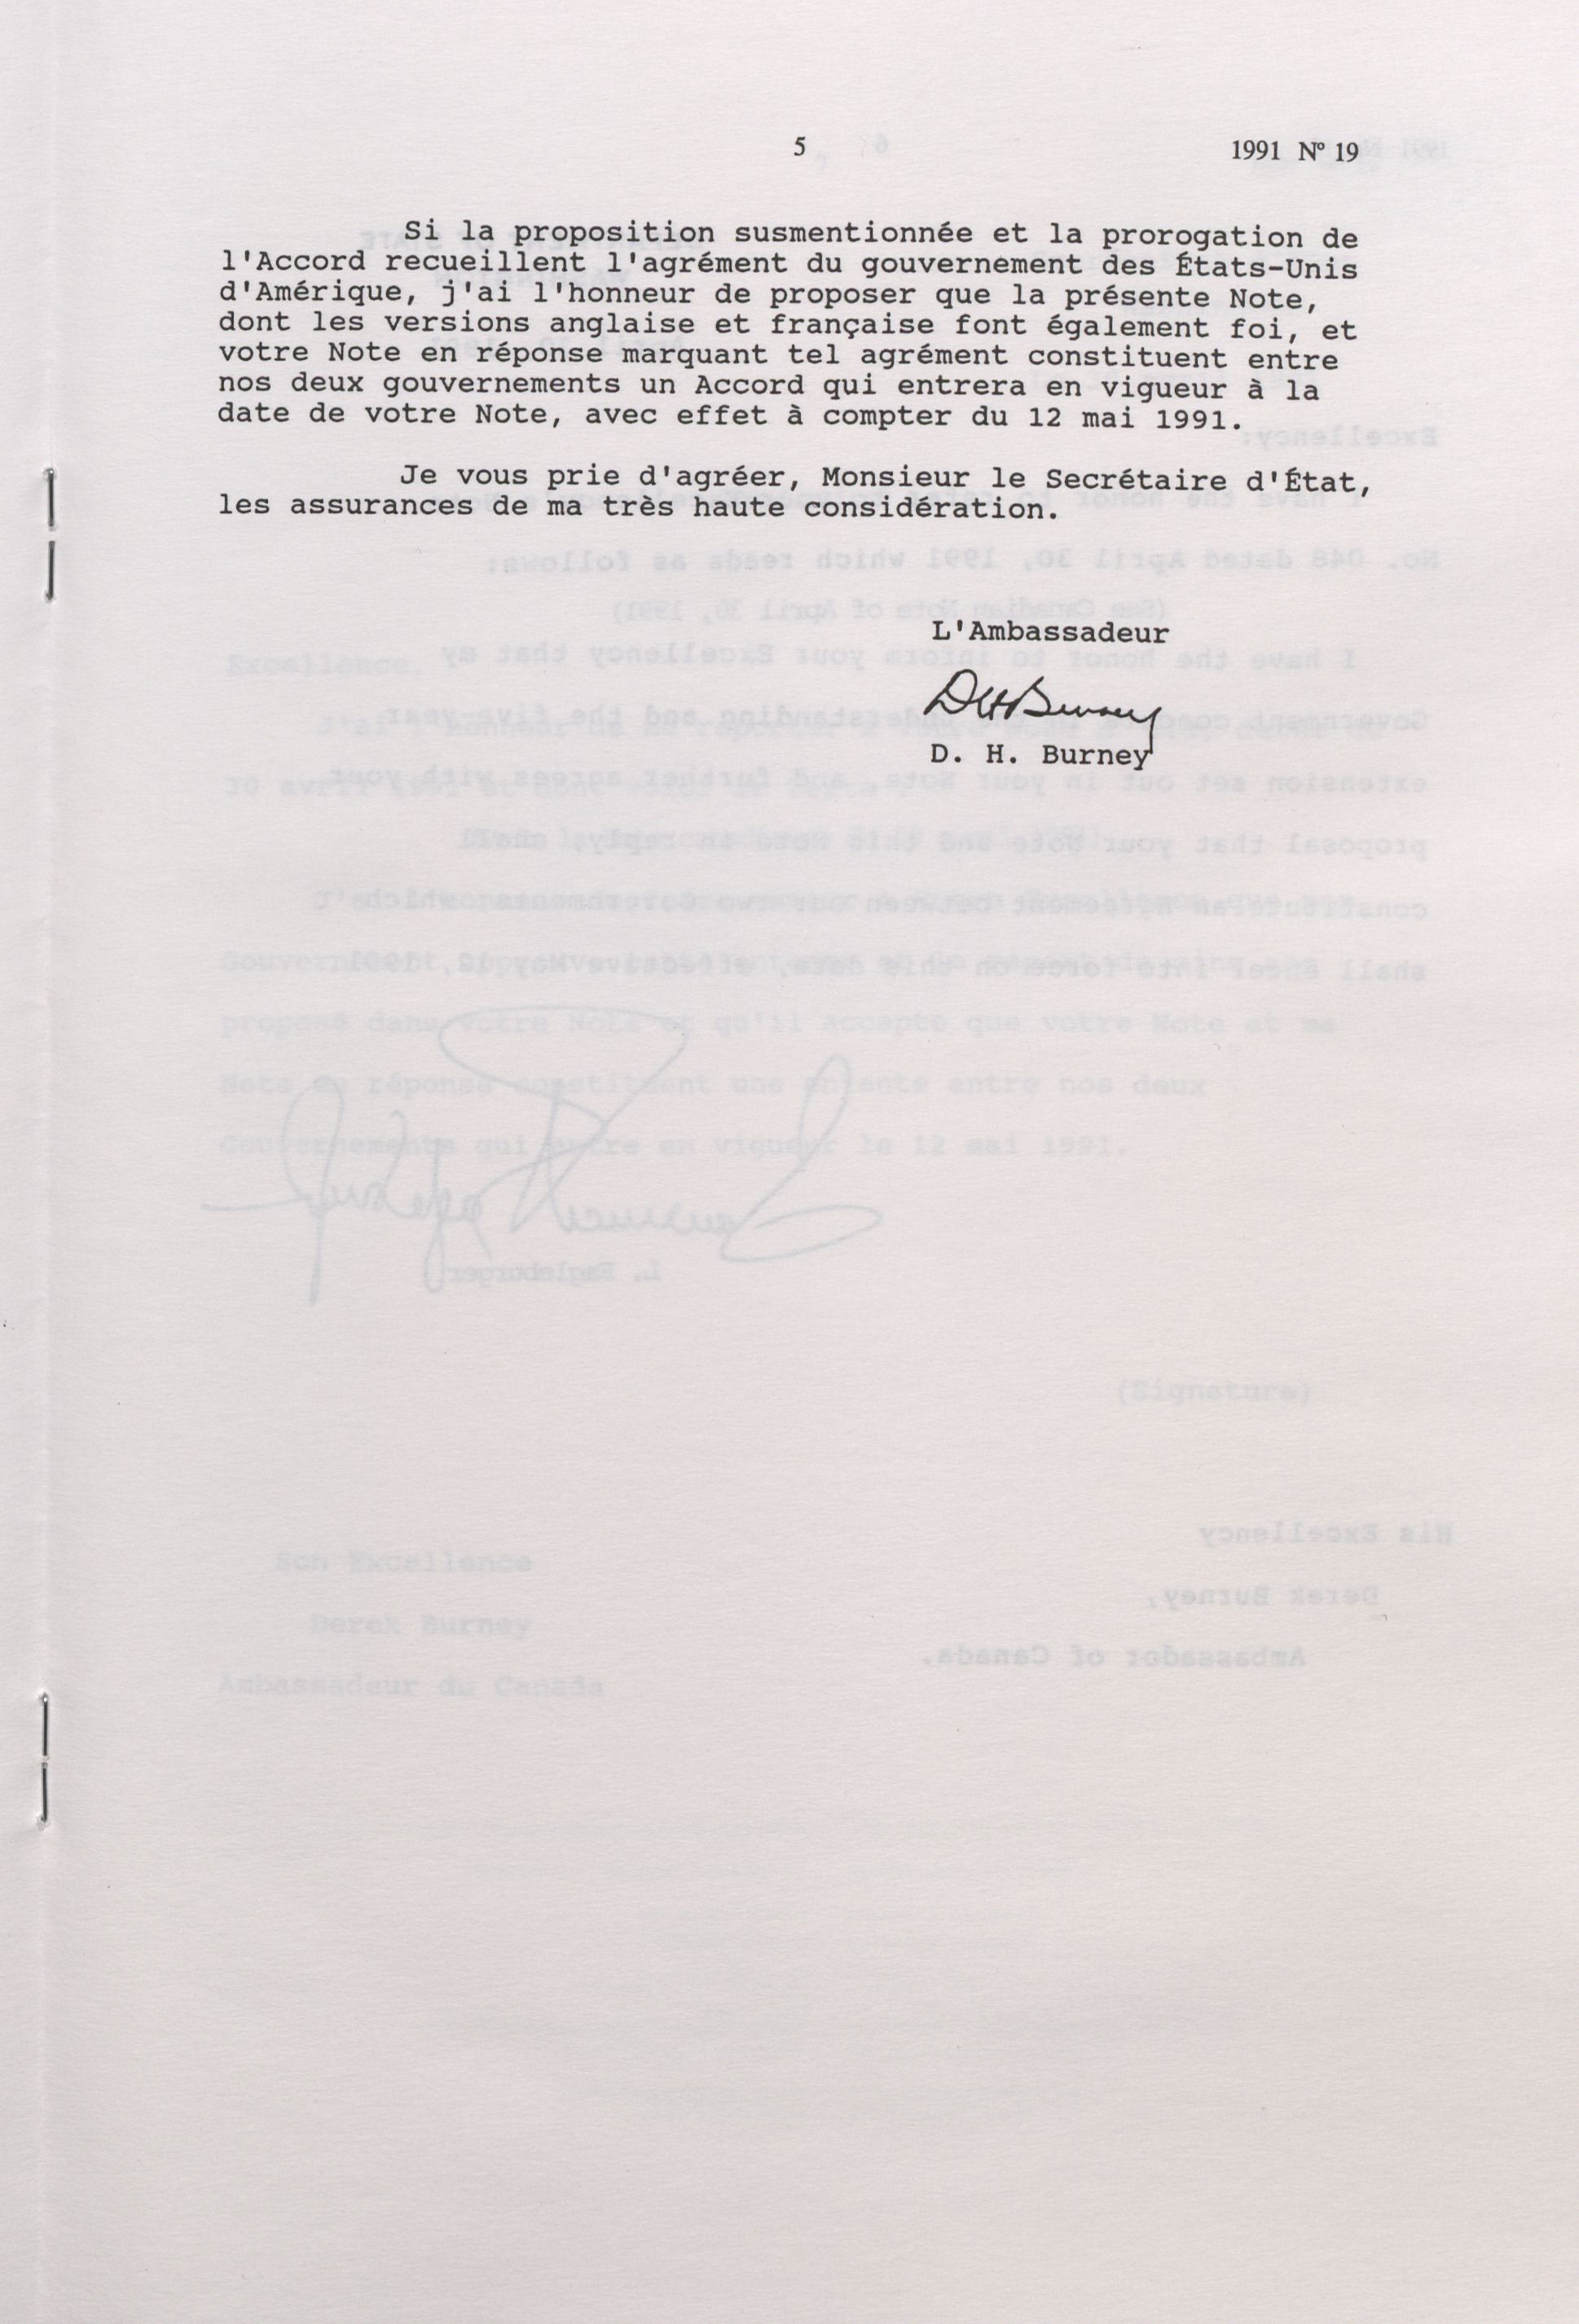 5
1991 Nº 19
Si la proposition susmentionnée et la prorogation de
l'Accord recueillent l'agrément du gouvernement des États-Unis
d'Amérique, j'ai l'honneur de proposer que la présente Note,
dont les versions anglaise et française font également foi, et
votre Note en réponse marquant tel agrément constituent entre
nos deux gouvernements un Accord qui entrera en vigueur à la
date de votre Note, avec effet à compter du 12 mai 1991.
Je vous prie d'agréer, Monsieur le Secrétaire d'État,
les assurances de ma très haute considération.
L'Ambassadeur
DHBurney
D. H. Burney